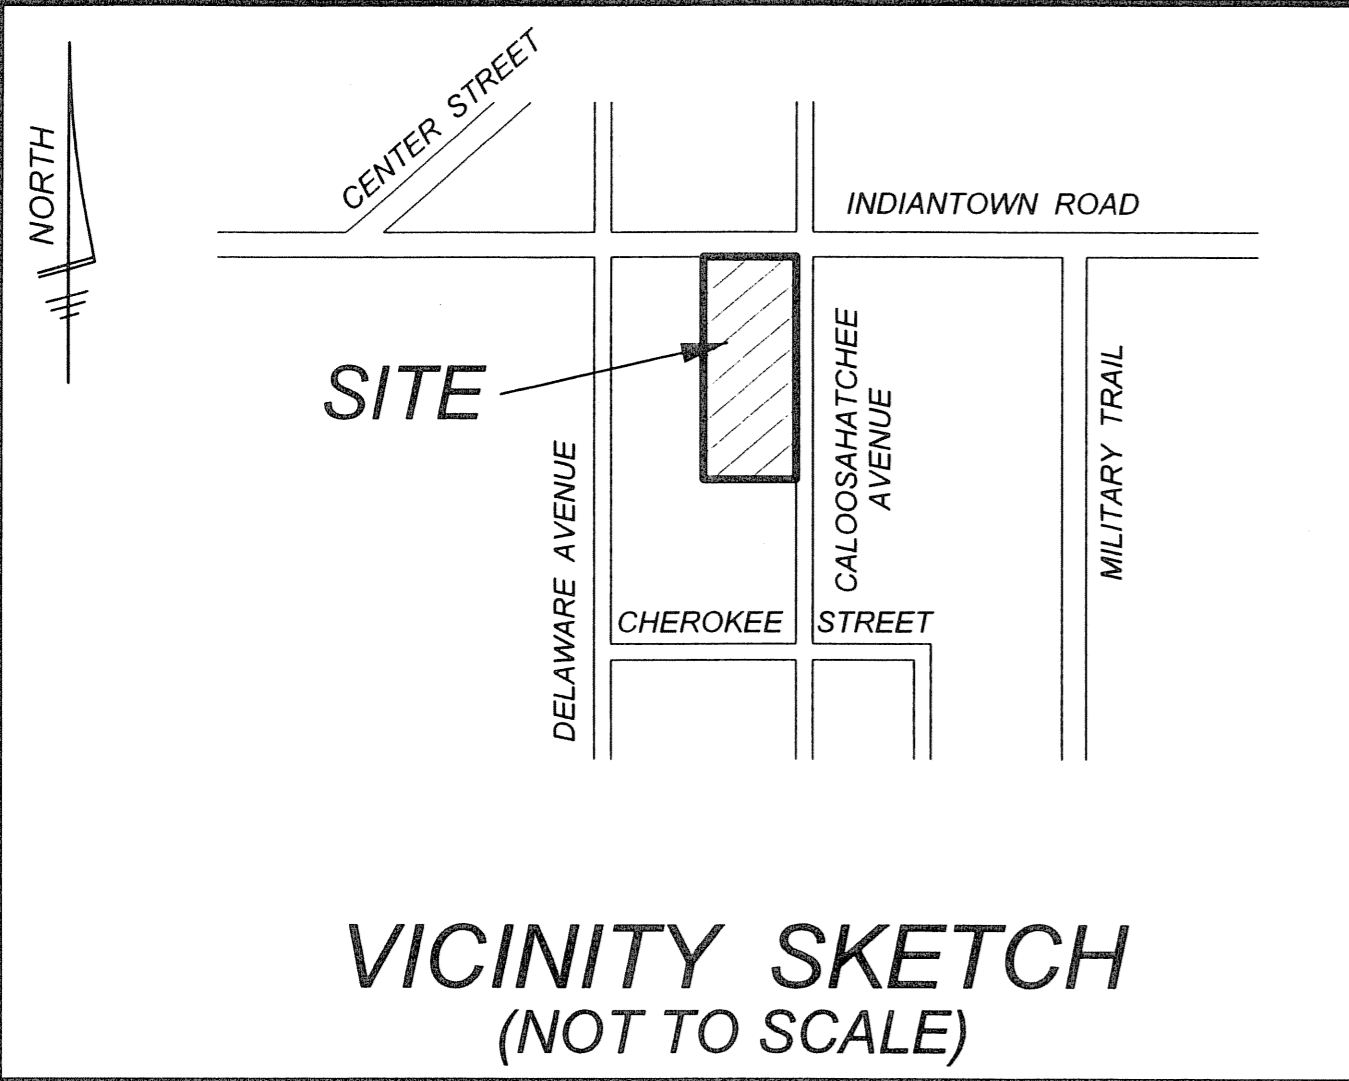 NORTH
CENTER STREET
INDIANTOWN ROAD
SITE
DELAWARE AVENUE
CALOOSAHATCHEE
AVENUE
MILITARY TRAIL
CHEROKEE STREET
VICINITY SKETCH
(NOT TO SCALE)